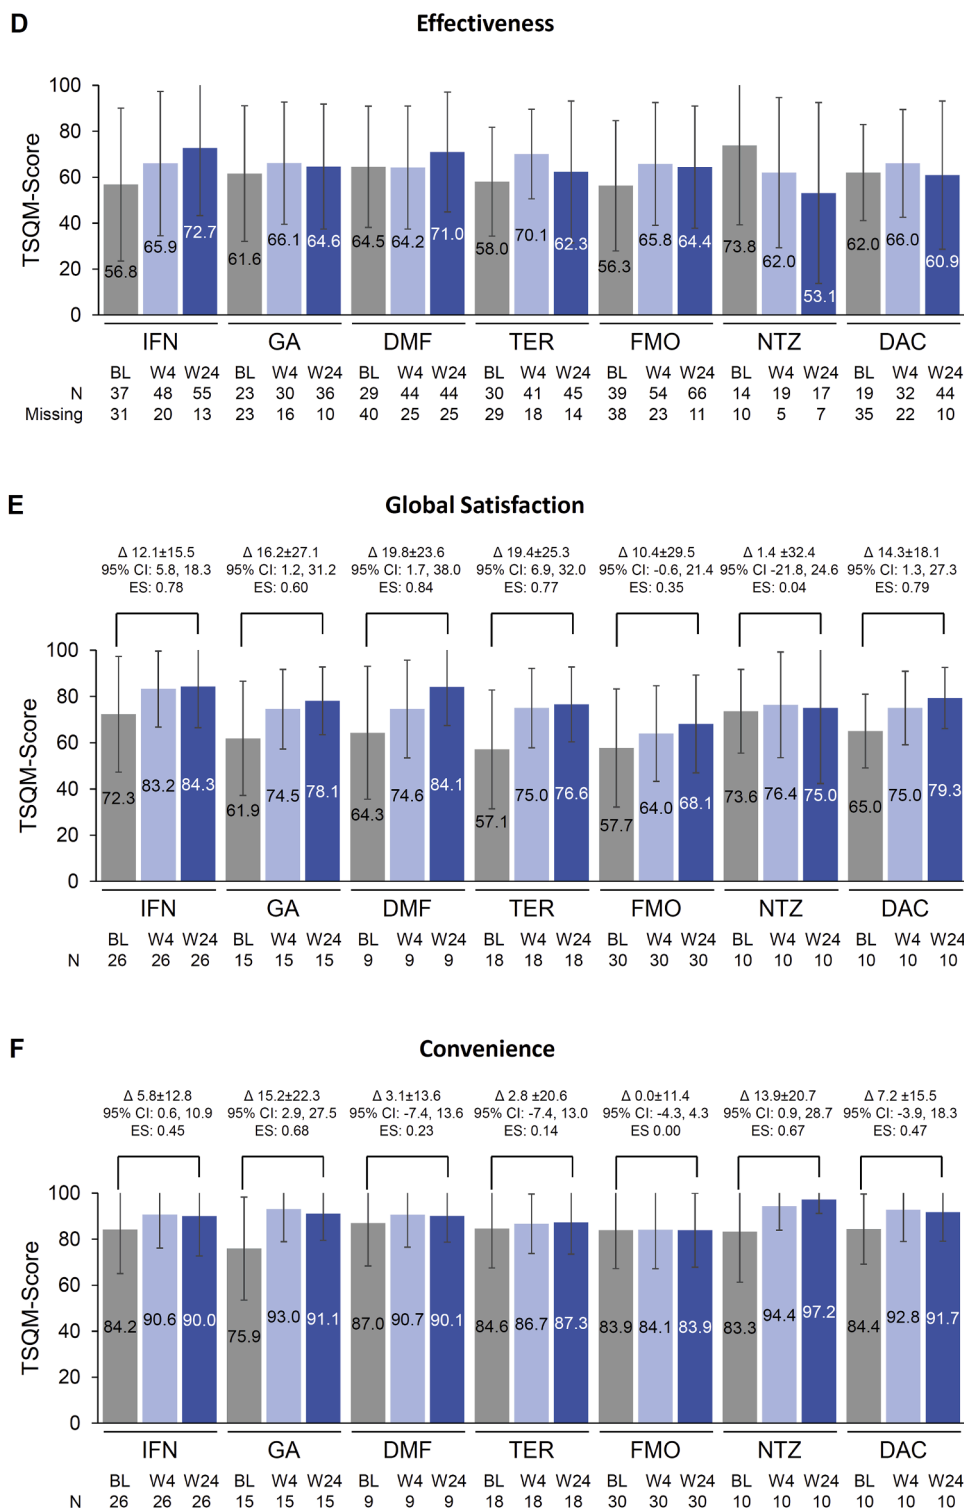 D
Effectiveness
TSQM-Score
100
80
60
40
20
0
56.8 65.9 72.7 61.6 66.1 64.6 64.5 64.2 71.0 58.0 70.1 62.3 56.3 65.8 64.4 73.8 62.0 53.1 62.0 66.0 60.9
IFN GA DMF TER FMO NTZ DAC
BL W4 W24 BL W4 W24 BL W4 W24 BL W4 W24 BL W4 W24 BL W4 W24 BL W4 W24
N 37 48 55 23 30 36 29 44 44 30 41 45 39 54 66 14 19 17 19 32 44
Missing 31 20 13 23 16 10 40 25 25 29 18 14 38 23 11 10 5 7 35 22 10
E
Global Satisfaction
Δ 12.1±15.5 Δ 16.2±27.1 Δ 19.8±23.6 Δ 19.4±25.3 Δ 10.4±29.5 Δ 1.4 ±32.4 Δ 14.3±18.1
95% CI: 5.8, 18.3 95% CI: 1.2, 31.2 95% CI: 1.7, 38.0 95% CI: 6.9, 32.0 95% CI: -0.6, 21.4 95% CI -21.8, 24.6 95% CI: 1.3, 27.3
ES: 0.78 ES: 0.60 ES: 0.84 ES: 0.77 ES: 0.35 ES: 0.04 ES: 0.79
TSQM-Score
100
80
60
40
20
0
72.3 83.2 84.3 61.9 74.5 78.1 64.3 74.6 84.1 57.1 75.0 76.6 57.7 64.0 68.1 73.6 76.4 75.0 65.0 75.0 79.3
IFN GA DMF TER FMO NTZ DAC
BL W4 W24 BL W4 W24 BL W4 W24 BL W4 W24 BL W4 W24 BL W4 W24 BL W4 W24
N 26 26 26 15 15 15 9 9 9 18 18 18 30 30 30 10 10 10 10 10 10
F
Convenience
Δ 5.8±12.8 Δ 15.2±22.3 Δ 3.1±13.6 Δ 2.8 ±20.6 Δ 0.0±11.4 Δ 13.9±20.7 Δ 7.2 ±15.5
95% CI: 0.6, 10.9 95% CI: 2.9, 27.5 95% CI: -7.4, 13.6 95% CI: -7.4, 13.0 95% CI: -4.3, 4.3 95% CI: 0.9, 28.7 95% CI: -3.9, 18.3
ES: 0.45 ES: 0.68 ES: 0.23 ES: 0.14 ES 0.00 ES: 0.67 ES: 0.47
TSQM-Score
100
80
60
40
20
0
84.2 90.6 90.0 75.9 93.0 91.1 87.0 90.7 90.1 84.6 86.7 87.3 83.9 84.1 83.9 83.3 94.4 97.2 84.4 92.8 91.7
IFN GA DMF TER FMO NTZ DAC
BL W4 W24 BL W4 W24 BL W4 W24 BL W4 W24 BL W4 W24 BL W4 W24 BL W4 W24
N 26 26 26 15 15 15 9 9 9 18 18 18 30 30 30 10 10 10 10 10 10